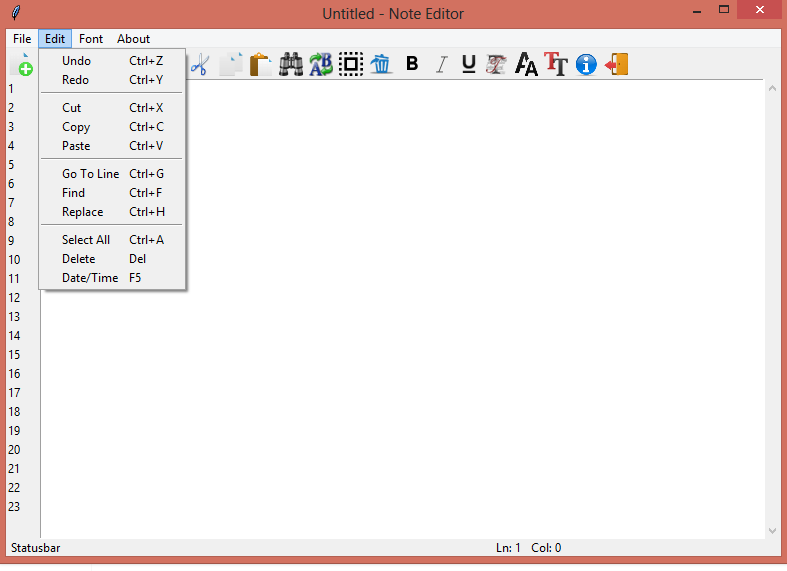 Untitled - Note Editor
File Edit Font About
Undo Ctrl+Z
Redo Ctrl+Y
Cut Ctrl+X
Copy Ctrl+C
Paste Ctrl+V
Go To Line Ctrl+G
Find Ctrl+F
Replace Ctrl+H
Select All Ctrl+A
Delete Del
Date/Time F5
AB B I U T AA TT i
1
2
3
4
5
6
7
8
9
10
11
12
13
14
15
16
17
18
19
20
21
22
23
Statusbar Ln: 1 Col: 0